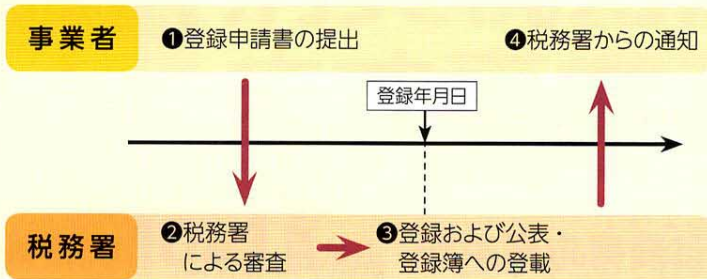 事業者
❶登録申請書の提出
❹税務署からの通知
登録年月日
税務署
❷税務署
による審査
❸登録および公表・
登録簿への登載